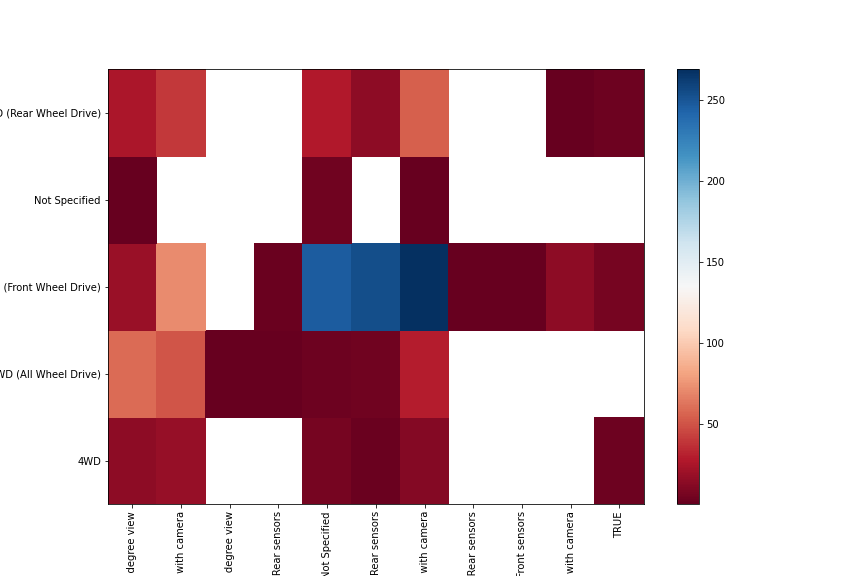 D (Rear Wheel Drive)
Not Specified
(Front Wheel Drive)
WD (All Wheel Drive)
4WD
degree view
with camera
degree view
Rear sensors
Not Specified
Rear sensors
with camera
Rear sensors
Front sensors
with camera
TRUE
250
200
150
100
50